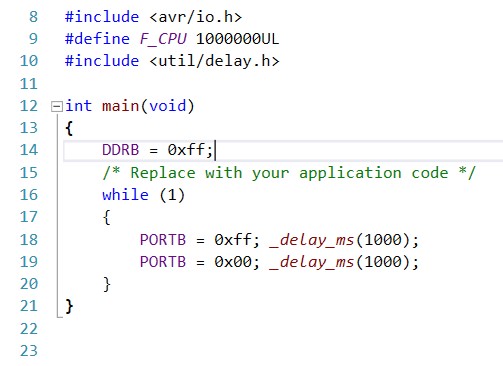 8 #include <avr/io.h>
9 #define F_CPU 1000000UL
10 #include <util/delay.h>
11
12 int main(void)
13 {
14 DDRB = 0xff;
15 /* Replace with your application code */
16 while (1)
17 {
18 PORTB = 0xff; _delay_ms(1000);
19 PORTB = 0x00; _delay_ms(1000);
20 }
21 }
22
23